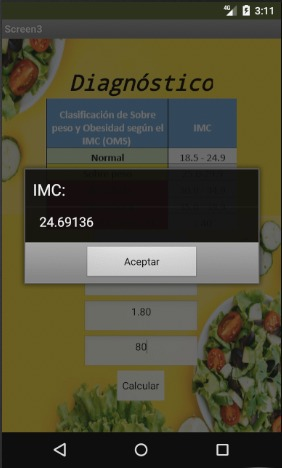 3:11
Screen3
Diagnóstico
Clasificación de Sobre
peso y Obesidad según el
IMC (OMS)
IMC
Normal
18.5 - 24.9
IMC:
24.69136
Aceptar
1.80
80
Calcular